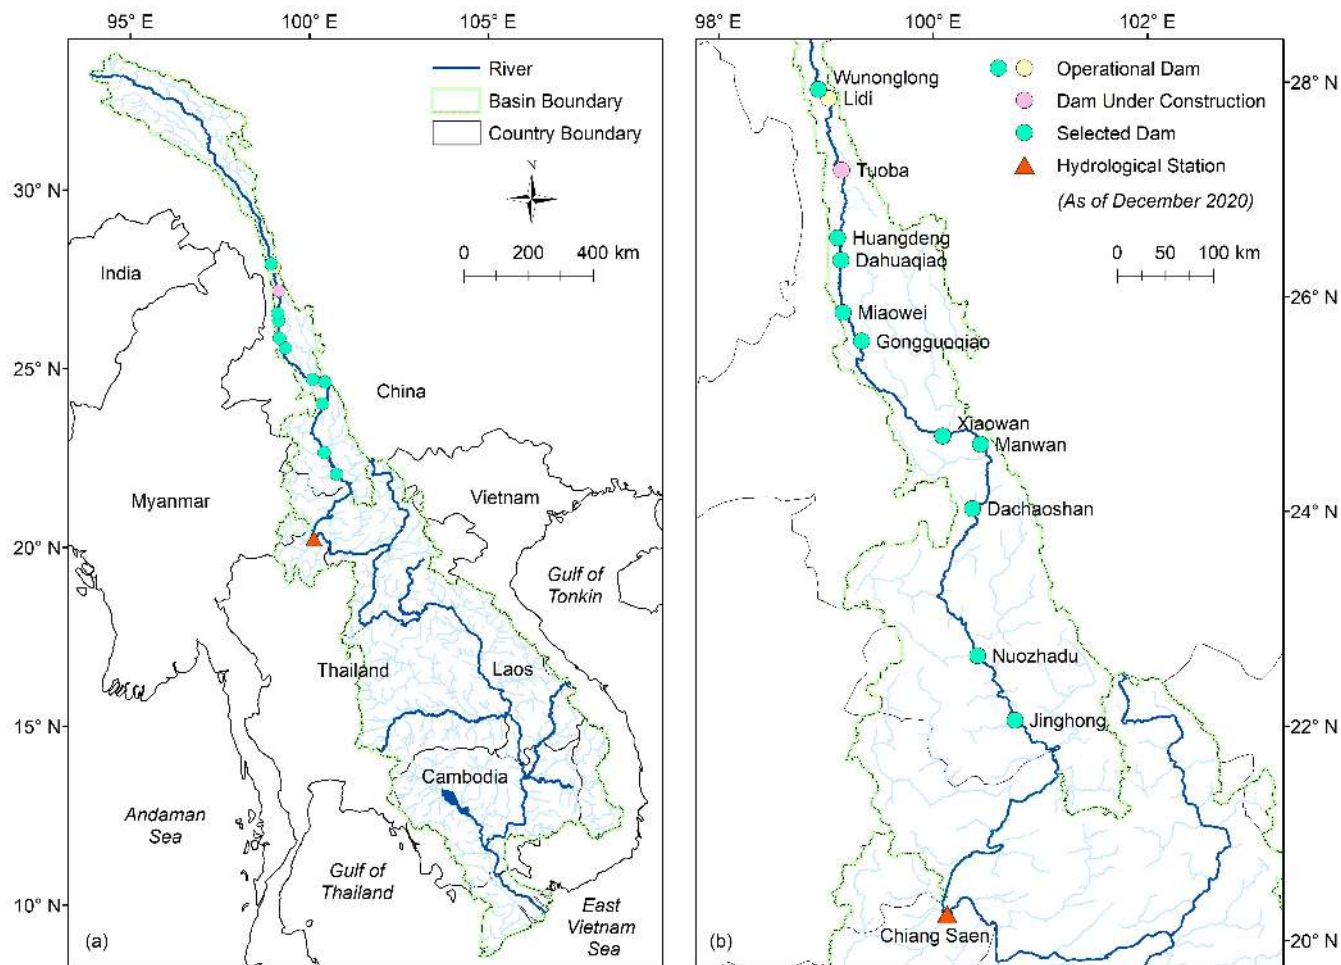 95° E
100° E
105° E
30° N
25° N
20° N
15° N
10° N
River
Basin Boundary
Country Boundary
N
0 200 400 km
India
China
Myanmar
Vietnam
Gulf of
Tonkin
Thailand
Laos
Cambodia
Andaman
Sea
Gulf of
Thailand
East
Vietnam
Sea
(a)
98° E
100° E
102° E
28° N
26° N
24° N
22° N
20° N
Operational Dam
Dam Under Construction
Selected Dam
Hydrological Station
(As of December 2020)
0 50 100 km
Wunonglong
Lidi
Tuoba
Huangdeng
Dahuaqiao
Miaowei
Gongguoqiao
Xiaowan
Manwan
Dachaoshan
Nuozhadu
Jinghong
Chiang Saen
(b)